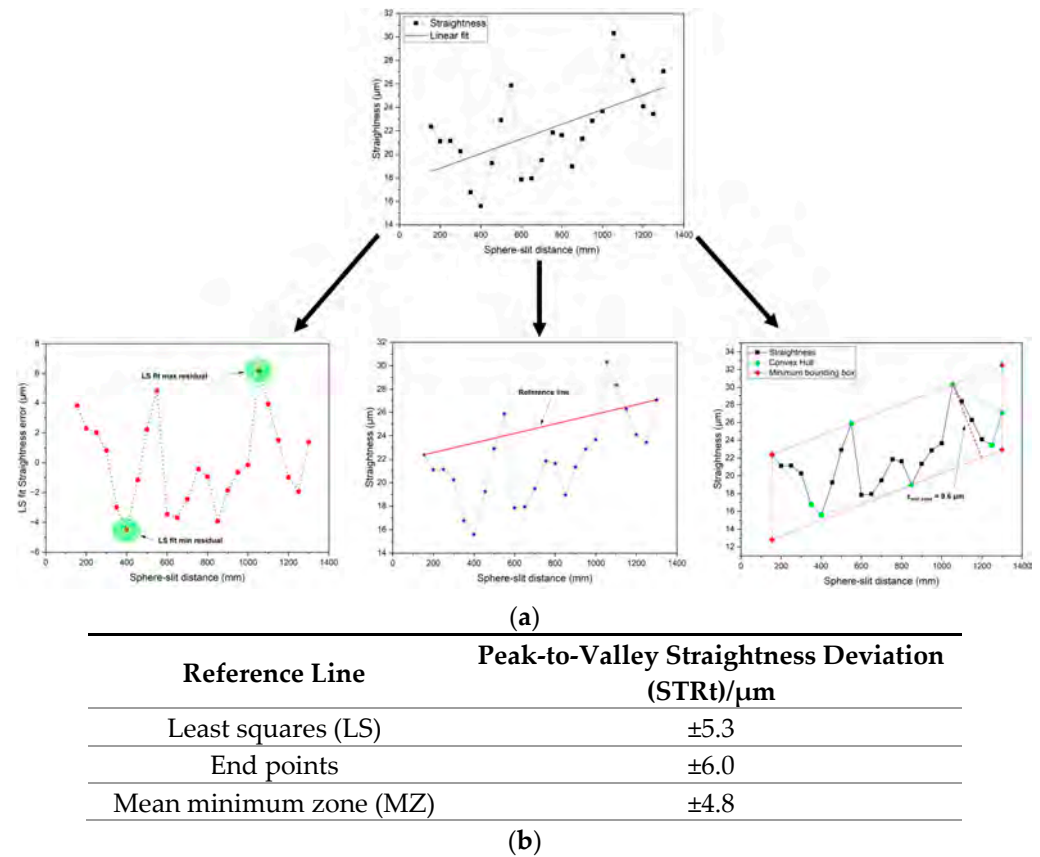 Straightness
Linear fit
32
30
28
26
24
22
20
18
16
14
Straightness (μm)
0 200 400 600 800 1000 1200 1400
Sphere-slit distance (mm)
8
6
4
2
0
−2
−4
−6
LS fit Straightness error (μm)
LS fit max residual
LS fit min residual
0 200 400 600 800 1000 1200 1400
Sphere-slit distance (mm)
32
30
28
26
24
22
20
18
16
14
Straightness (μm)
Reference line
0 200 400 600 800 1000 1200 1400
Sphere-slit distance (mm)
Straightness
Convex Hull
Minimum bounding box
34
32
30
28
26
24
22
20
18
16
14
12
Straightness (μm)
= 9.6 μm
0 200 400 600 800 1000 1200 1400
Sphere-slit distance (mm)
(a)
Reference Line Peak-to-Valley Straightness Deviation
(STRt)/μm
Least squares (LS) ±5.3
End points ±6.0
Mean minimum zone (MZ) ±4.8
(b)